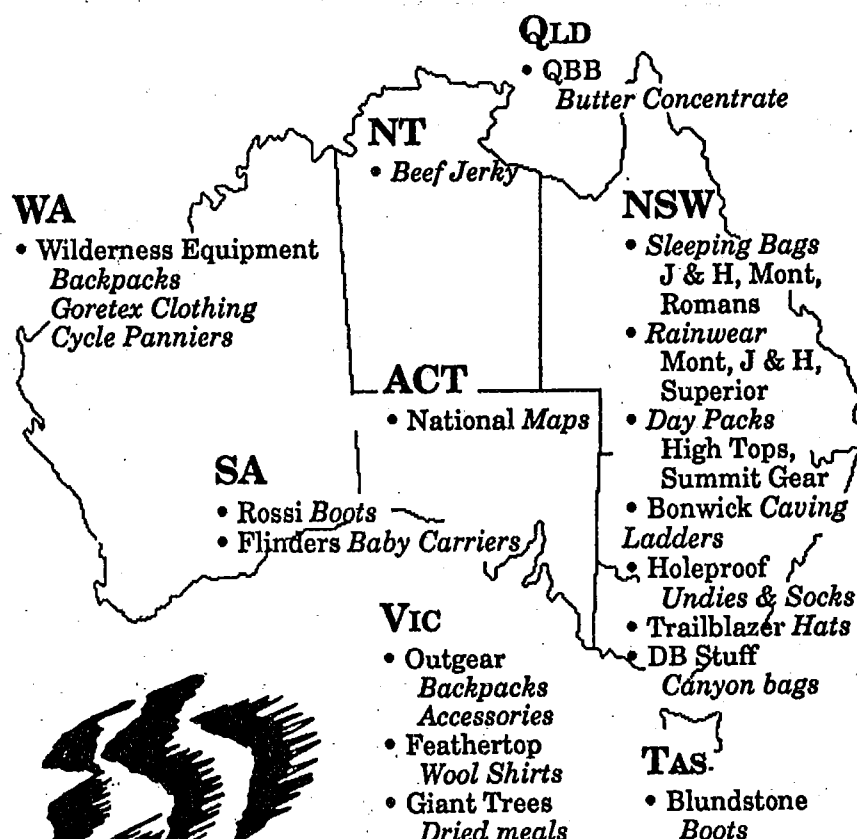 QLD
• QBB
Butter Concentrate
NT
• Beef Jerky
WA
• Wilderness Equipment
Backpacks
Goretex Clothing
Cycle Panniers
NSW
• Sleeping Bags
J & H, Mont,
Romans
• Rainwear
Mont, J & H,
Superior
• Day Packs
High Tops,
Summit Gear
• Bonwick Caving
Ladders
• Holeproof
Undies & Socks
• Trailblazer Hats
• DB Stuff
Canyon bags
ACT
• National Maps
SA
• Rossi Boots
• Flinders Baby Carriers
VIC
• Outgear
Backpacks
Accessories
• Feathertop
Wool Shirts
• Giant Trees
Dried meals
TAS.
• Blundstone
Boots